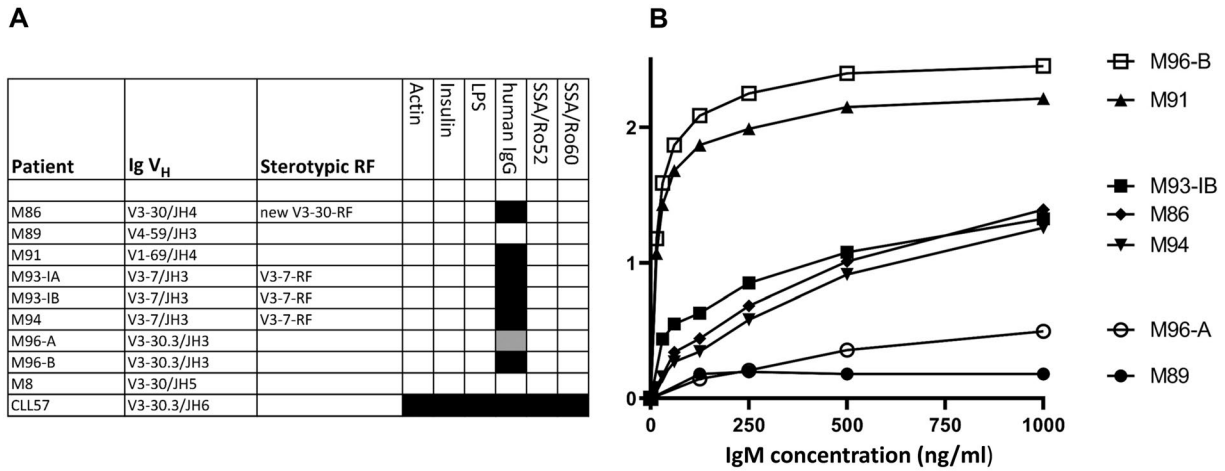 A
Patient Ig VH Sterotypic RF Actin Insulin LPS human IgG SSA/Ro52 SSA/Ro60
M86 V3-30/JH4 new V3-30-RF
M89 V4-59/JH3
M91 V1-69/JH4
M93-IA V3-7/JH3 V3-7-RF
M93-IB V3-7/JH3 V3-7-RF
M94 V3-7/JH3 V3-7-RF
M96-A V3-30.3/JH3
M96-B V3-30.3/JH3
M8 V3-30/JH5
CLL57 V3-30.3/JH6
B
2
1
0
0 250 500 750 1000
IgM concentration (ng/ml)
M96-B
M91
M93-IB
M86
M94
M96-A
M89